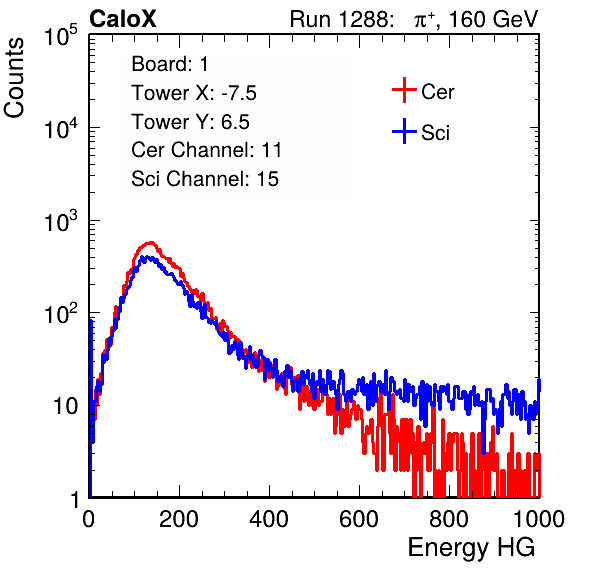 CaloX Run 1288: π⁺, 160 GeV
Counts
10⁵
10⁴
10³
10²
10
1
Board: 1
Tower X: -7.5
Tower Y: 6.5
Cer Channel: 11
Sci Channel: 15
Cer
Sci
0 200 400 600 800 1000
Energy HG